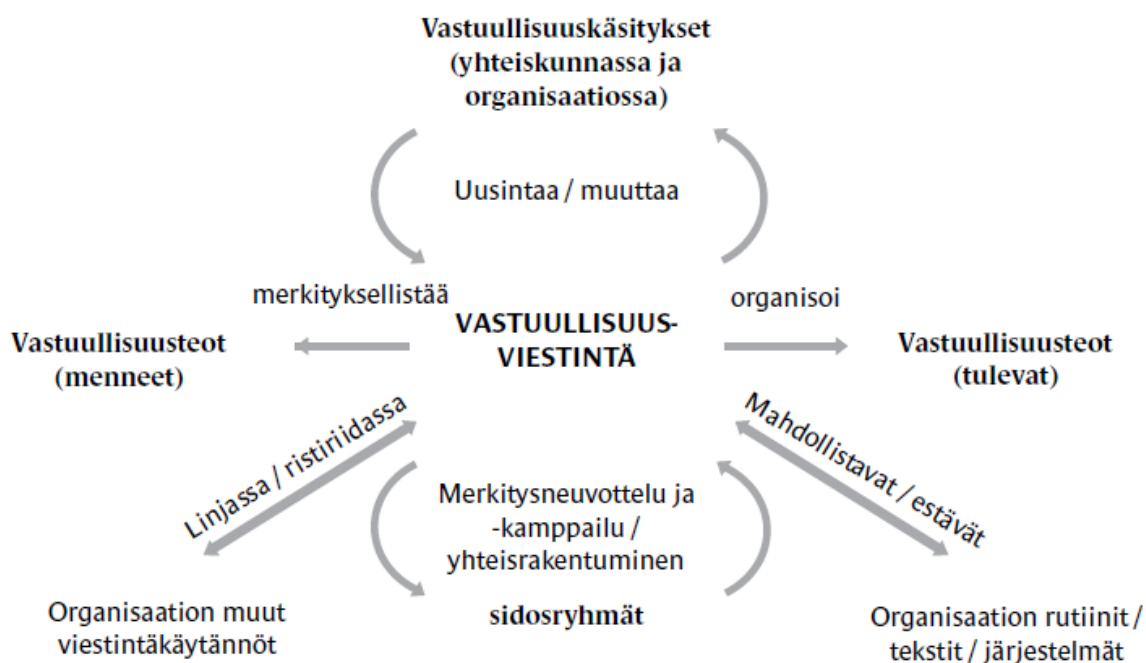 Vastuullisuuskäsitykset
(yhteiskunnassa ja
organisaatiossa)
Uusintaa / muuttaa
merkityksellistää
organisoi
VASTUULLISUUS-
VIESTINTÄ
Vastuullisuusteot
(menneet)
Vastuullisuusteot
(tulevat)
Linjassa / ristiriidassa
Mahdollistavat / estävät
Merkitysneuvottelu ja
-kamppailu /
yhteisrakentuminen
sidosryhmät
Organisaation muut
viestintäkäytännöt
Organisaation rutiinit /
tekstit / järjestelmät